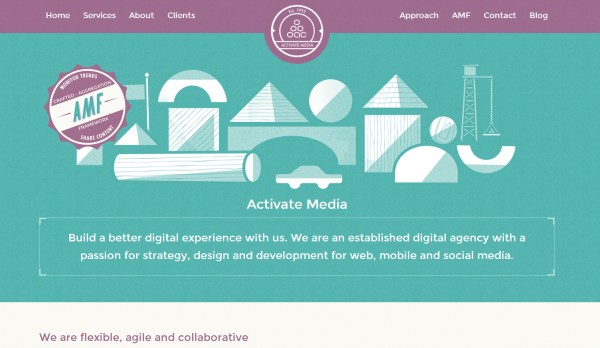 Home Services About Clients
Est. 1995
ACTIVATE MEDIA
Approach AMF Contact Blog
MONITOR TRENDS
CRAFTED - AGGREGATION
AMF
FRAMEWORK
SHARE CONTENT
Activate Media
Build a better digital experience with us. We are an established digital agency with a
passion for strategy, design and development for web, mobile and social media.
We are flexible, agile and collaborative